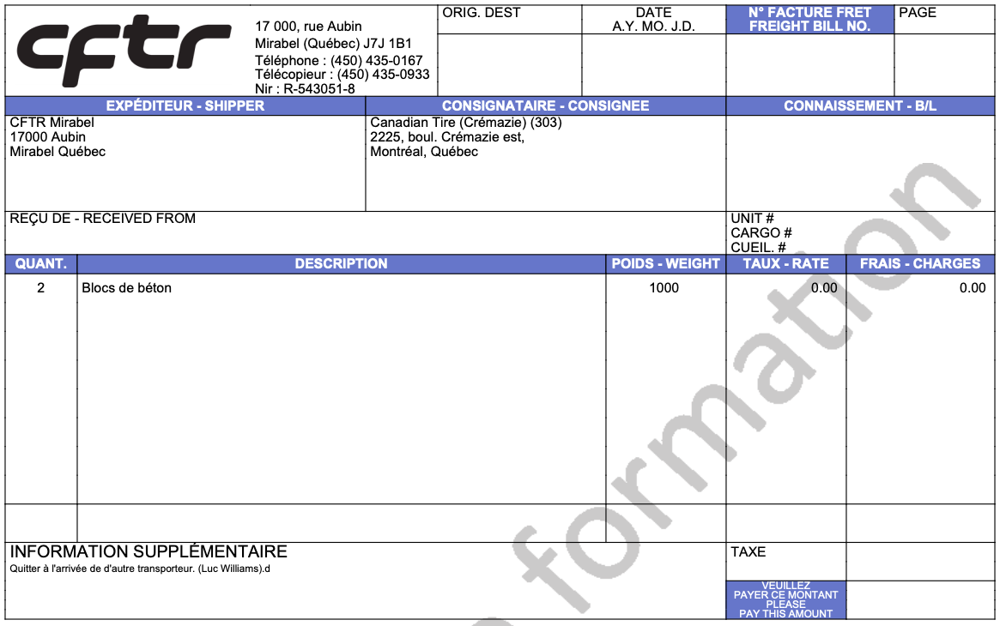 cftr
17 000, rue Aubin
Mirabel (Québec) J7J 1B1
Téléphone : (450) 435-0167
Télécopieur : (450) 435-0933
Nir : R-543051-8
ORIG. DEST
DATE
A.Y. MO. J.D.
N° FACTURE FRET
FREIGHT BILL NO.
PAGE
EXPÉDITEUR - SHIPPER
CONSIGNATAIRE - CONSIGNEE
CONNAISSEMENT - B/L
CFTR Mirabel
17000 Aubin
Mirabel Québec
Canadian Tire (Crémazie) (303)
2225, boul. Crémazie est,
Montréal, Québec
REÇU DE - RECEIVED FROM
UNIT #
CARGO #
CUEIL. #
QUANT. DESCRIPTION POIDS - WEIGHT TAUX - RATE FRAIS - CHARGES
2 Blocs de béton 1000 0.00 0.00
INFORMATION SUPPLÉMENTAIRE
Quitter à l'arrivée de d'autre transporteur. (Luc Williams).d
TAXE
VEUILLEZ
PAYER CE MONTANT
PLEASE
PAY THIS AMOUNT
formation